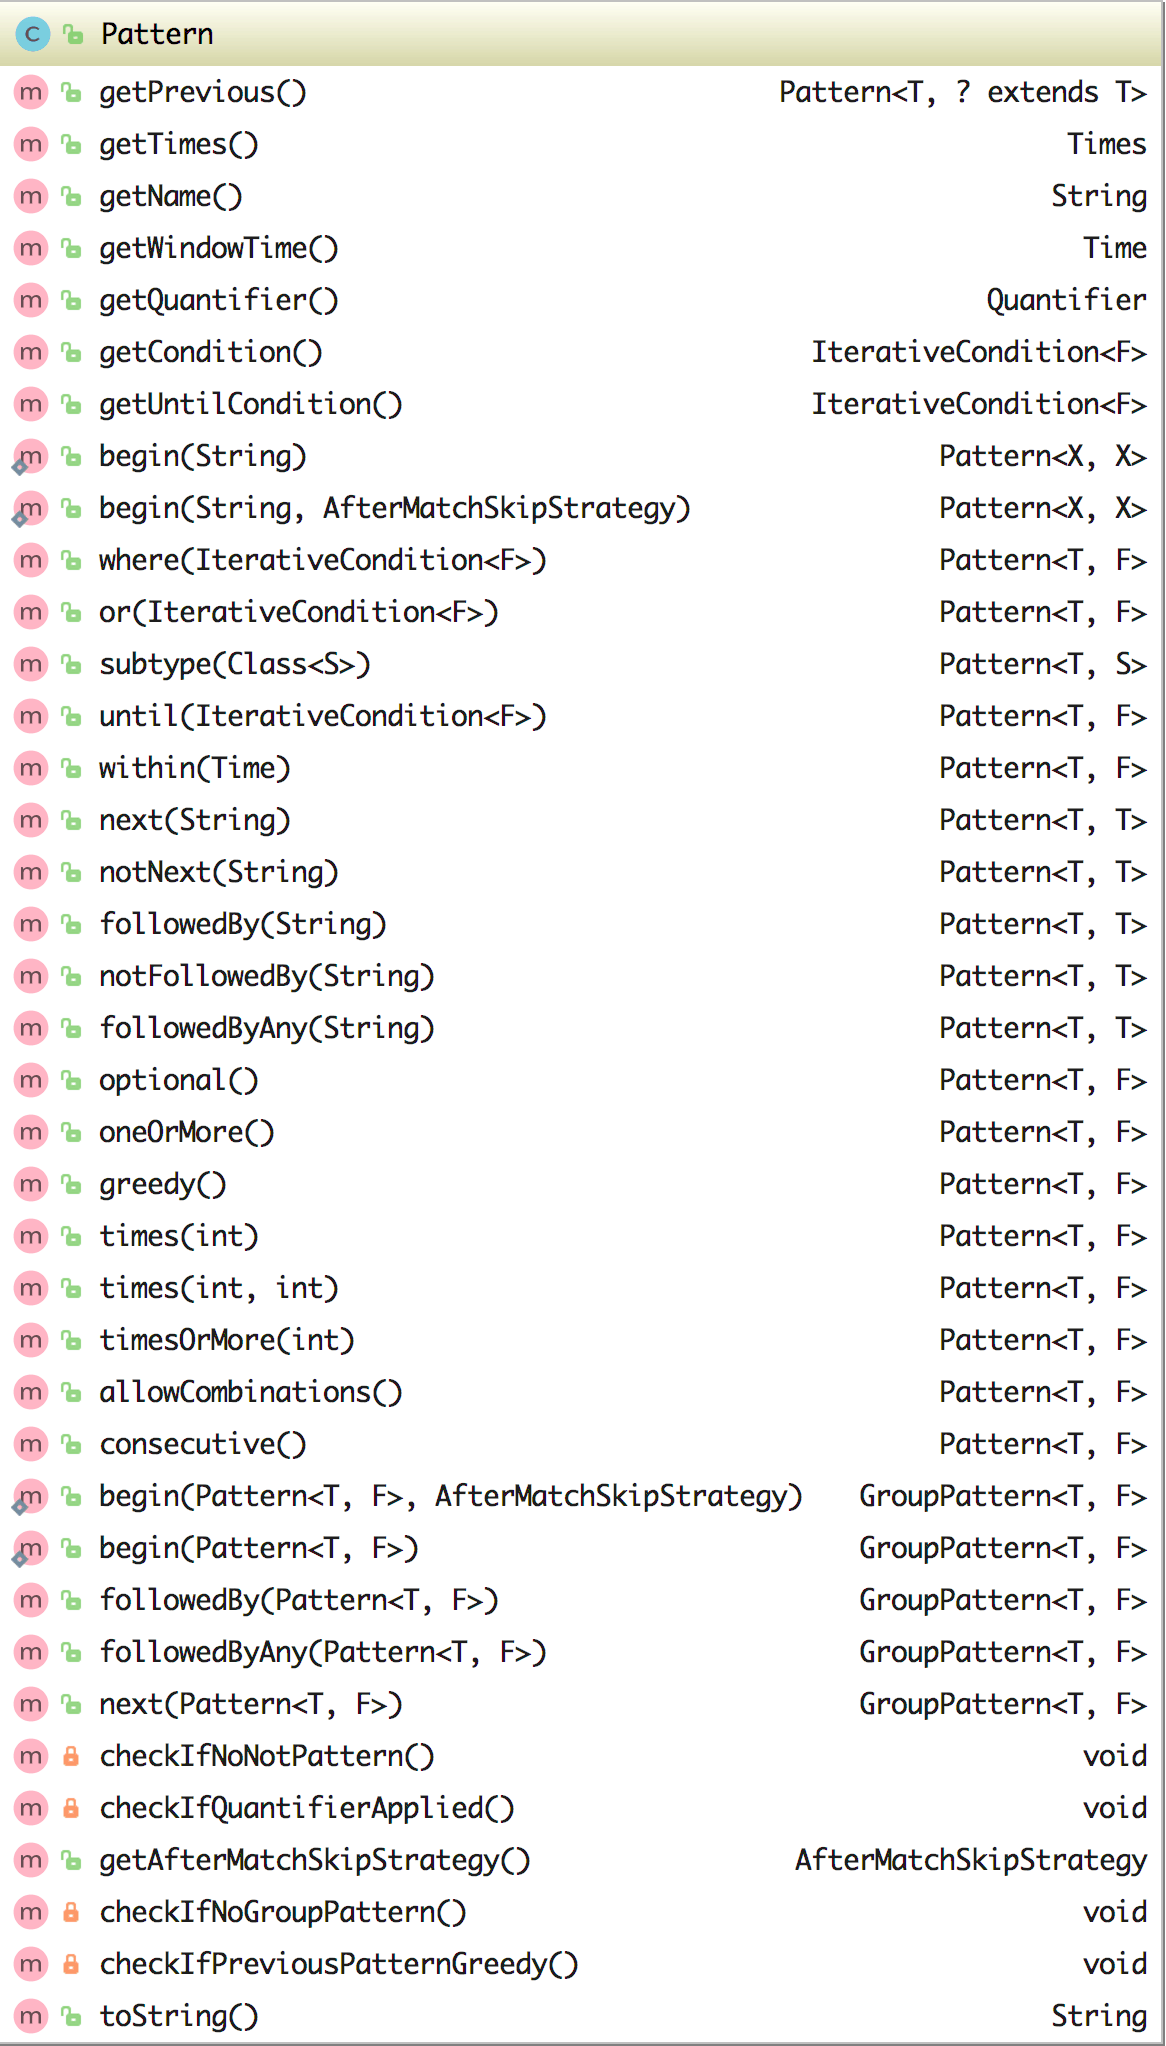 C Pattern
m getPrevious() Pattern<T, ? extends T>
m getTimes() Times
m getName() String
m getWindowTime() Time
m getQuantifier() Quantifier
m getCondition() IterativeCondition<F>
m getUntilCondition() IterativeCondition<F>
m begin(String) Pattern<X, X>
m begin(String, AfterMatchSkipStrategy) Pattern<X, X>
m where(IterativeCondition<F>) Pattern<T, F>
m or(IterativeCondition<F>) Pattern<T, F>
m subtype(Class<S>) Pattern<T, S>
m until(IterativeCondition<F>) Pattern<T, F>
m within(Time) Pattern<T, F>
m next(String) Pattern<T, T>
m notNext(String) Pattern<T, T>
m followedBy(String) Pattern<T, T>
m notFollowedBy(String) Pattern<T, T>
m followedByAny(String) Pattern<T, T>
m optional() Pattern<T, F>
m oneOrMore() Pattern<T, F>
m greedy() Pattern<T, F>
m times(int) Pattern<T, F>
m times(int, int) Pattern<T, F>
m timesOrMore(int) Pattern<T, F>
m allowCombinations() Pattern<T, F>
m consecutive() Pattern<T, F>
m begin(Pattern<T, F>, AfterMatchSkipStrategy) GroupPattern<T, F>
m begin(Pattern<T, F>) GroupPattern<T, F>
m followedBy(Pattern<T, F>) GroupPattern<T, F>
m followedByAny(Pattern<T, F>) GroupPattern<T, F>
m next(Pattern<T, F>) GroupPattern<T, F>
m checkIfNoNotPattern() void
m checkIfQuantifierApplied() void
m getAfterMatchSkipStrategy() AfterMatchSkipStrategy
m checkIfNoGroupPattern() void
m checkIfPreviousPatternGreedy() void
m toString() String